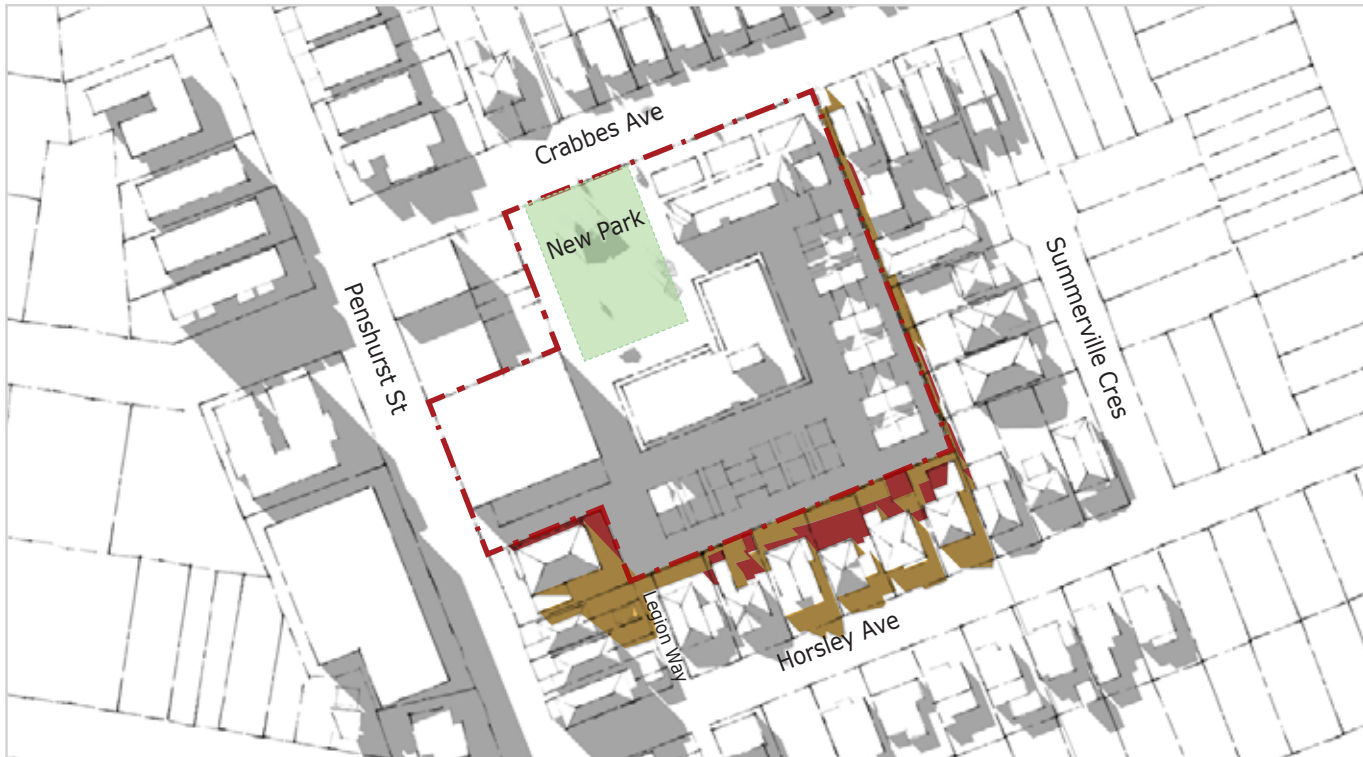 Crabbes Ave
New Park
Penshurst St
Summerville Cres
Legion Way
Horsley Ave